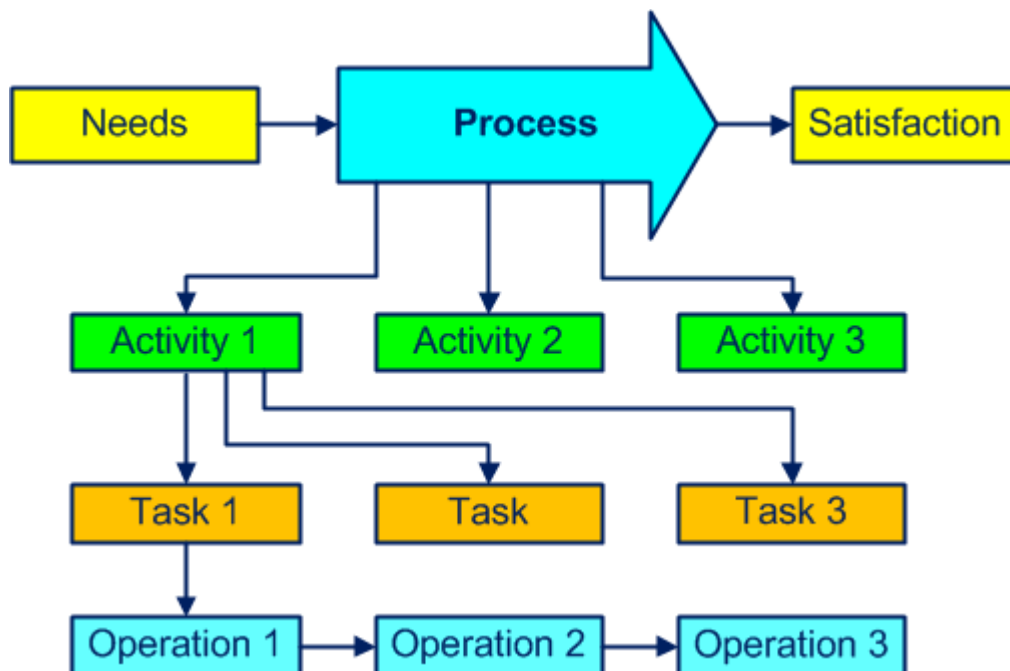 Needs
Process
Satisfaction
Activity 1
Activity 2
Activity 3
Task 1
Task
Task 3
Operation 1
Operation 2
Operation 3